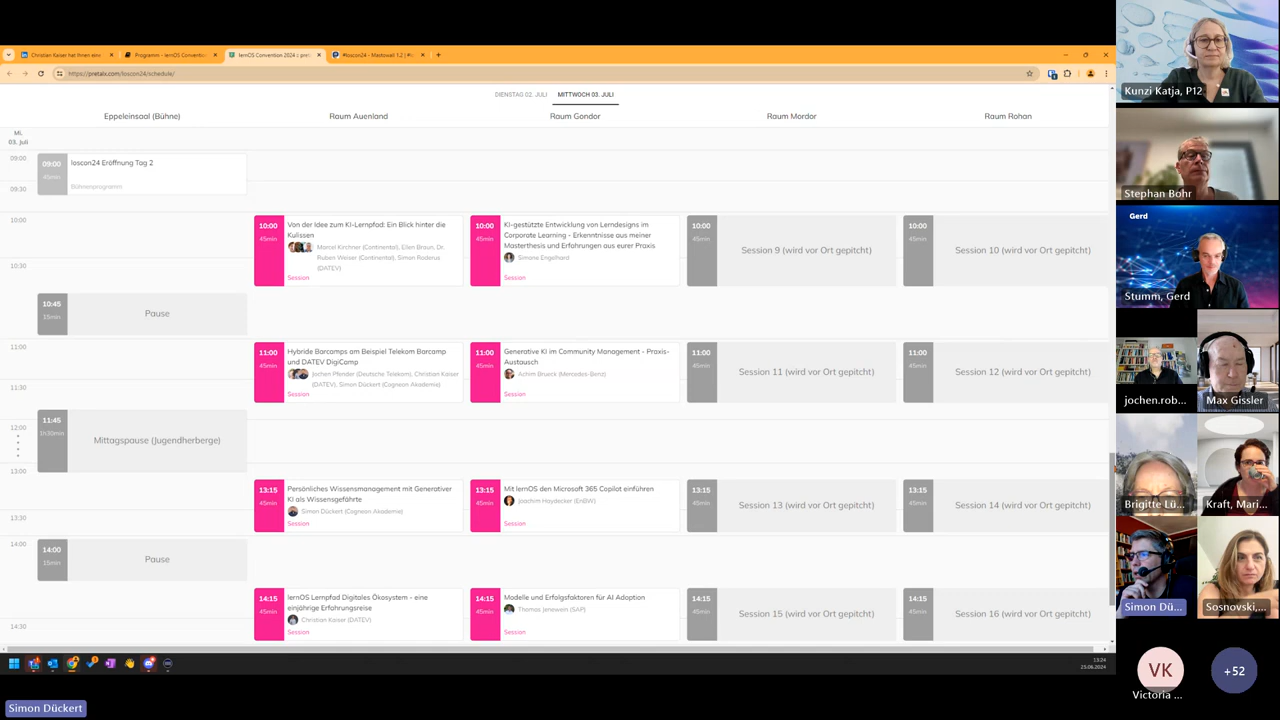 Christian Kaiser hat Ihnen eine
Programm - lernOS Conventio
lernOS Convention 2024 :: pret
#loscon24 - Mastowall 1.2 | #o
https://pretalx.com/loscon24/schedule/
DIENSTAG 02. JULI
MITTWOCH 03. JULI
Eppeleinsaal (Bühne)
Raum Auenland
Raum Gondor
Raum Mordor
Raum Rohan
Mi.
03. Juli
09:00
09:00
45min
loscon24 Eröffnung Tag 2
Bühnenprogramm
09:30
10:00
10:00
45min
Von der Idee zum KI-Lernpfad: Ein Blick hinter die
Kulissen
Marcel Kirchner (Continental), Ellen Braun, Dr.
Ruben Weiser (Continental), Simon Roderus
(DATEV)
Session
10:00
45min
KI-gestützte Entwicklung von Lerndesigns im
Corporate Learning - Erkenntnisse aus meiner
Masterthesis und Erfahrungen aus eurer Praxis
Simone Engelhard
Session
10:00
45min
Session 9 (wird vor Ort gepitcht)
10:00
45min
Session 10 (wird vor Ort gepitcht)
10:30
10:45
15min
Pause
11:00
11:00
45min
Hybride Barcamps am Beispiel Telekom Barcamp
und DATEV DigiCamp
Jochen Pfender (Deutsche Telekom), Christian Kaiser
(DATEV), Simon Dückert (Cogneon Akademie)
Session
11:00
45min
Generative KI im Community Management - Praxis-
Austausch
Achim Brueck (Mercedes-Benz)
Session
11:00
45min
Session 11 (wird vor Ort gepitcht)
11:00
45min
Session 12 (wird vor Ort gepitcht)
11:30
11:45
1h30min
Mittagspause (Jugendherberge)
12:00
13:00
13:15
45min
Persönliches Wissensmanagement mit Generativer
KI als Wissensgefährte
Simon Dückert (Cogneon Akademie)
Session
13:15
45min
Mit lernOS den Microsoft 365 Copilot einführen
Joachim Haydecker (EnBW)
Session
13:15
45min
Session 13 (wird vor Ort gepitcht)
13:15
45min
Session 14 (wird vor Ort gepitcht)
13:30
14:00
14:00
15min
Pause
14:15
45min
lernOS Lernpfad Digitales Ökosystem - eine
einjährige Erfahrungsreise
Christian Kaiser (DATEV)
Session
14:15
45min
Modelle und Erfolgsfaktoren für AI Adoption
Thomas Jenewein (SAP)
Session
14:15
45min
Session 15 (wird vor Ort gepitcht)
14:15
45min
Session 16 (wird vor Ort gepitcht)
14:30
13:24
25.06.2024
Simon Dückert
Kunzi Katja, P12
Stephan Bohr
Gerd
Stumm, Gerd
jochen.rob...
Max Gissler
Brigitte Lü...
Kraft, Mari...
Simon Dü...
Sosnovski,...
VK
Victoria ...
+52